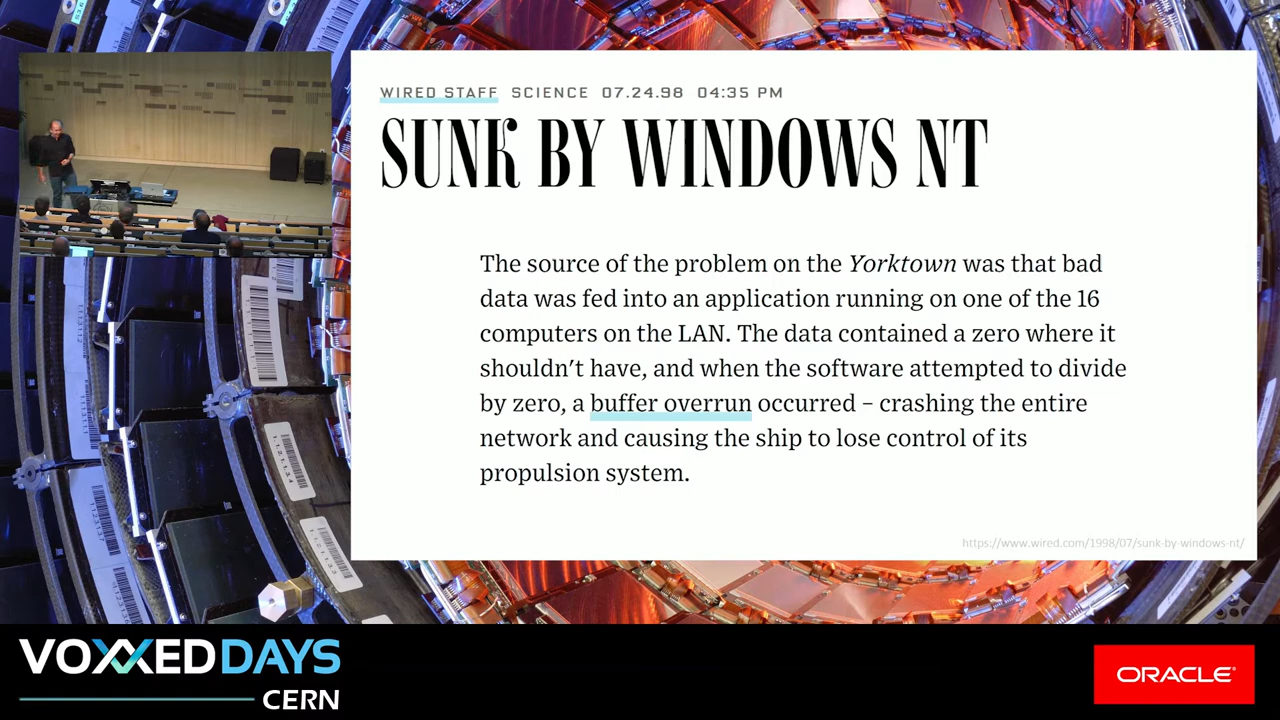 WIRED STAFF SCIENCE 07.24.98 04:35 PM
SUNK BY WINDOWS NT
The source of the problem on the Yorktown was that bad
data was fed into an application running on one of the 16
computers on the LAN. The data contained a zero where it
shouldn't have, and when the software attempted to divide
by zero, a buffer overrun occurred – crashing the entire
network and causing the ship to lose control of its
propulsion system.
https://www.wired.com/1998/07/sunk-by-windows-nt/
VOXXED DAYS
CERN
ORACLE